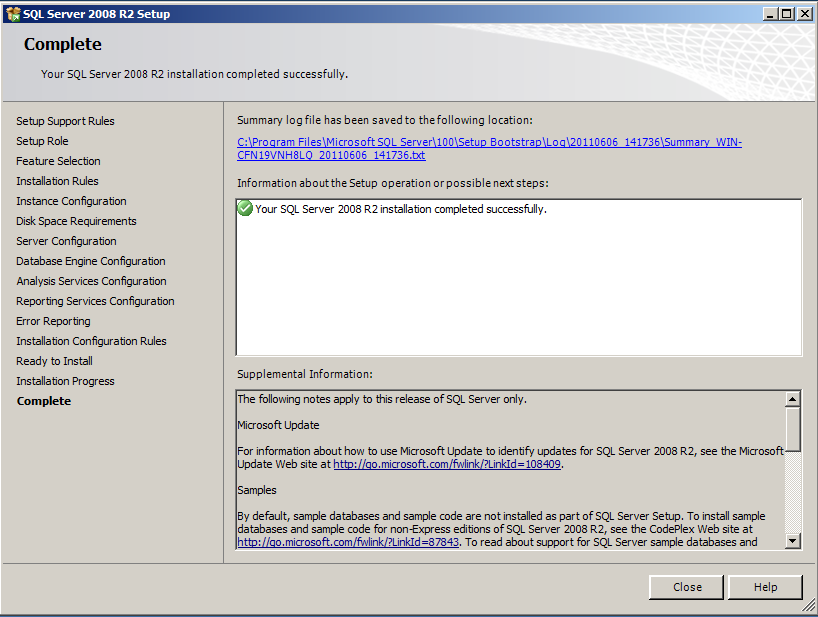 SQL Server 2008 R2 Setup
Complete
Your SQL Server 2008 R2 installation completed successfully.
Setup Support Rules
Setup Role
Feature Selection
Installation Rules
Instance Configuration
Disk Space Requirements
Server Configuration
Database Engine Configuration
Analysis Services Configuration
Reporting Services Configuration
Error Reporting
Installation Configuration Rules
Ready to Install
Installation Progress
Complete
Summary log file has been saved to the following location:
C:\Program Files\Microsoft SQL Server\100\Setup Bootstrap\Log\20110606_141736\Summary_WIN-
CFN19VNH8LQ_20110606_141736.txt
Information about the Setup operation or possible next steps:
Your SQL Server 2008 R2 installation completed successfully.
Supplemental Information:
The following notes apply to this release of SQL Server only.
Microsoft Update
For information about how to use Microsoft Update to identify updates for SQL Server 2008 R2, see the Microsoft
Update Web site at http://go.microsoft.com/fwlink/?LinkId=108409.
Samples
By default, sample databases and sample code are not installed as part of SQL Server Setup. To install sample
databases and sample code for non-Express editions of SQL Server 2008 R2, see the CodePlex Web site at
http://go.microsoft.com/fwlink/?LinkId=87843. To read about support for SQL Server sample databases and
Close
Help